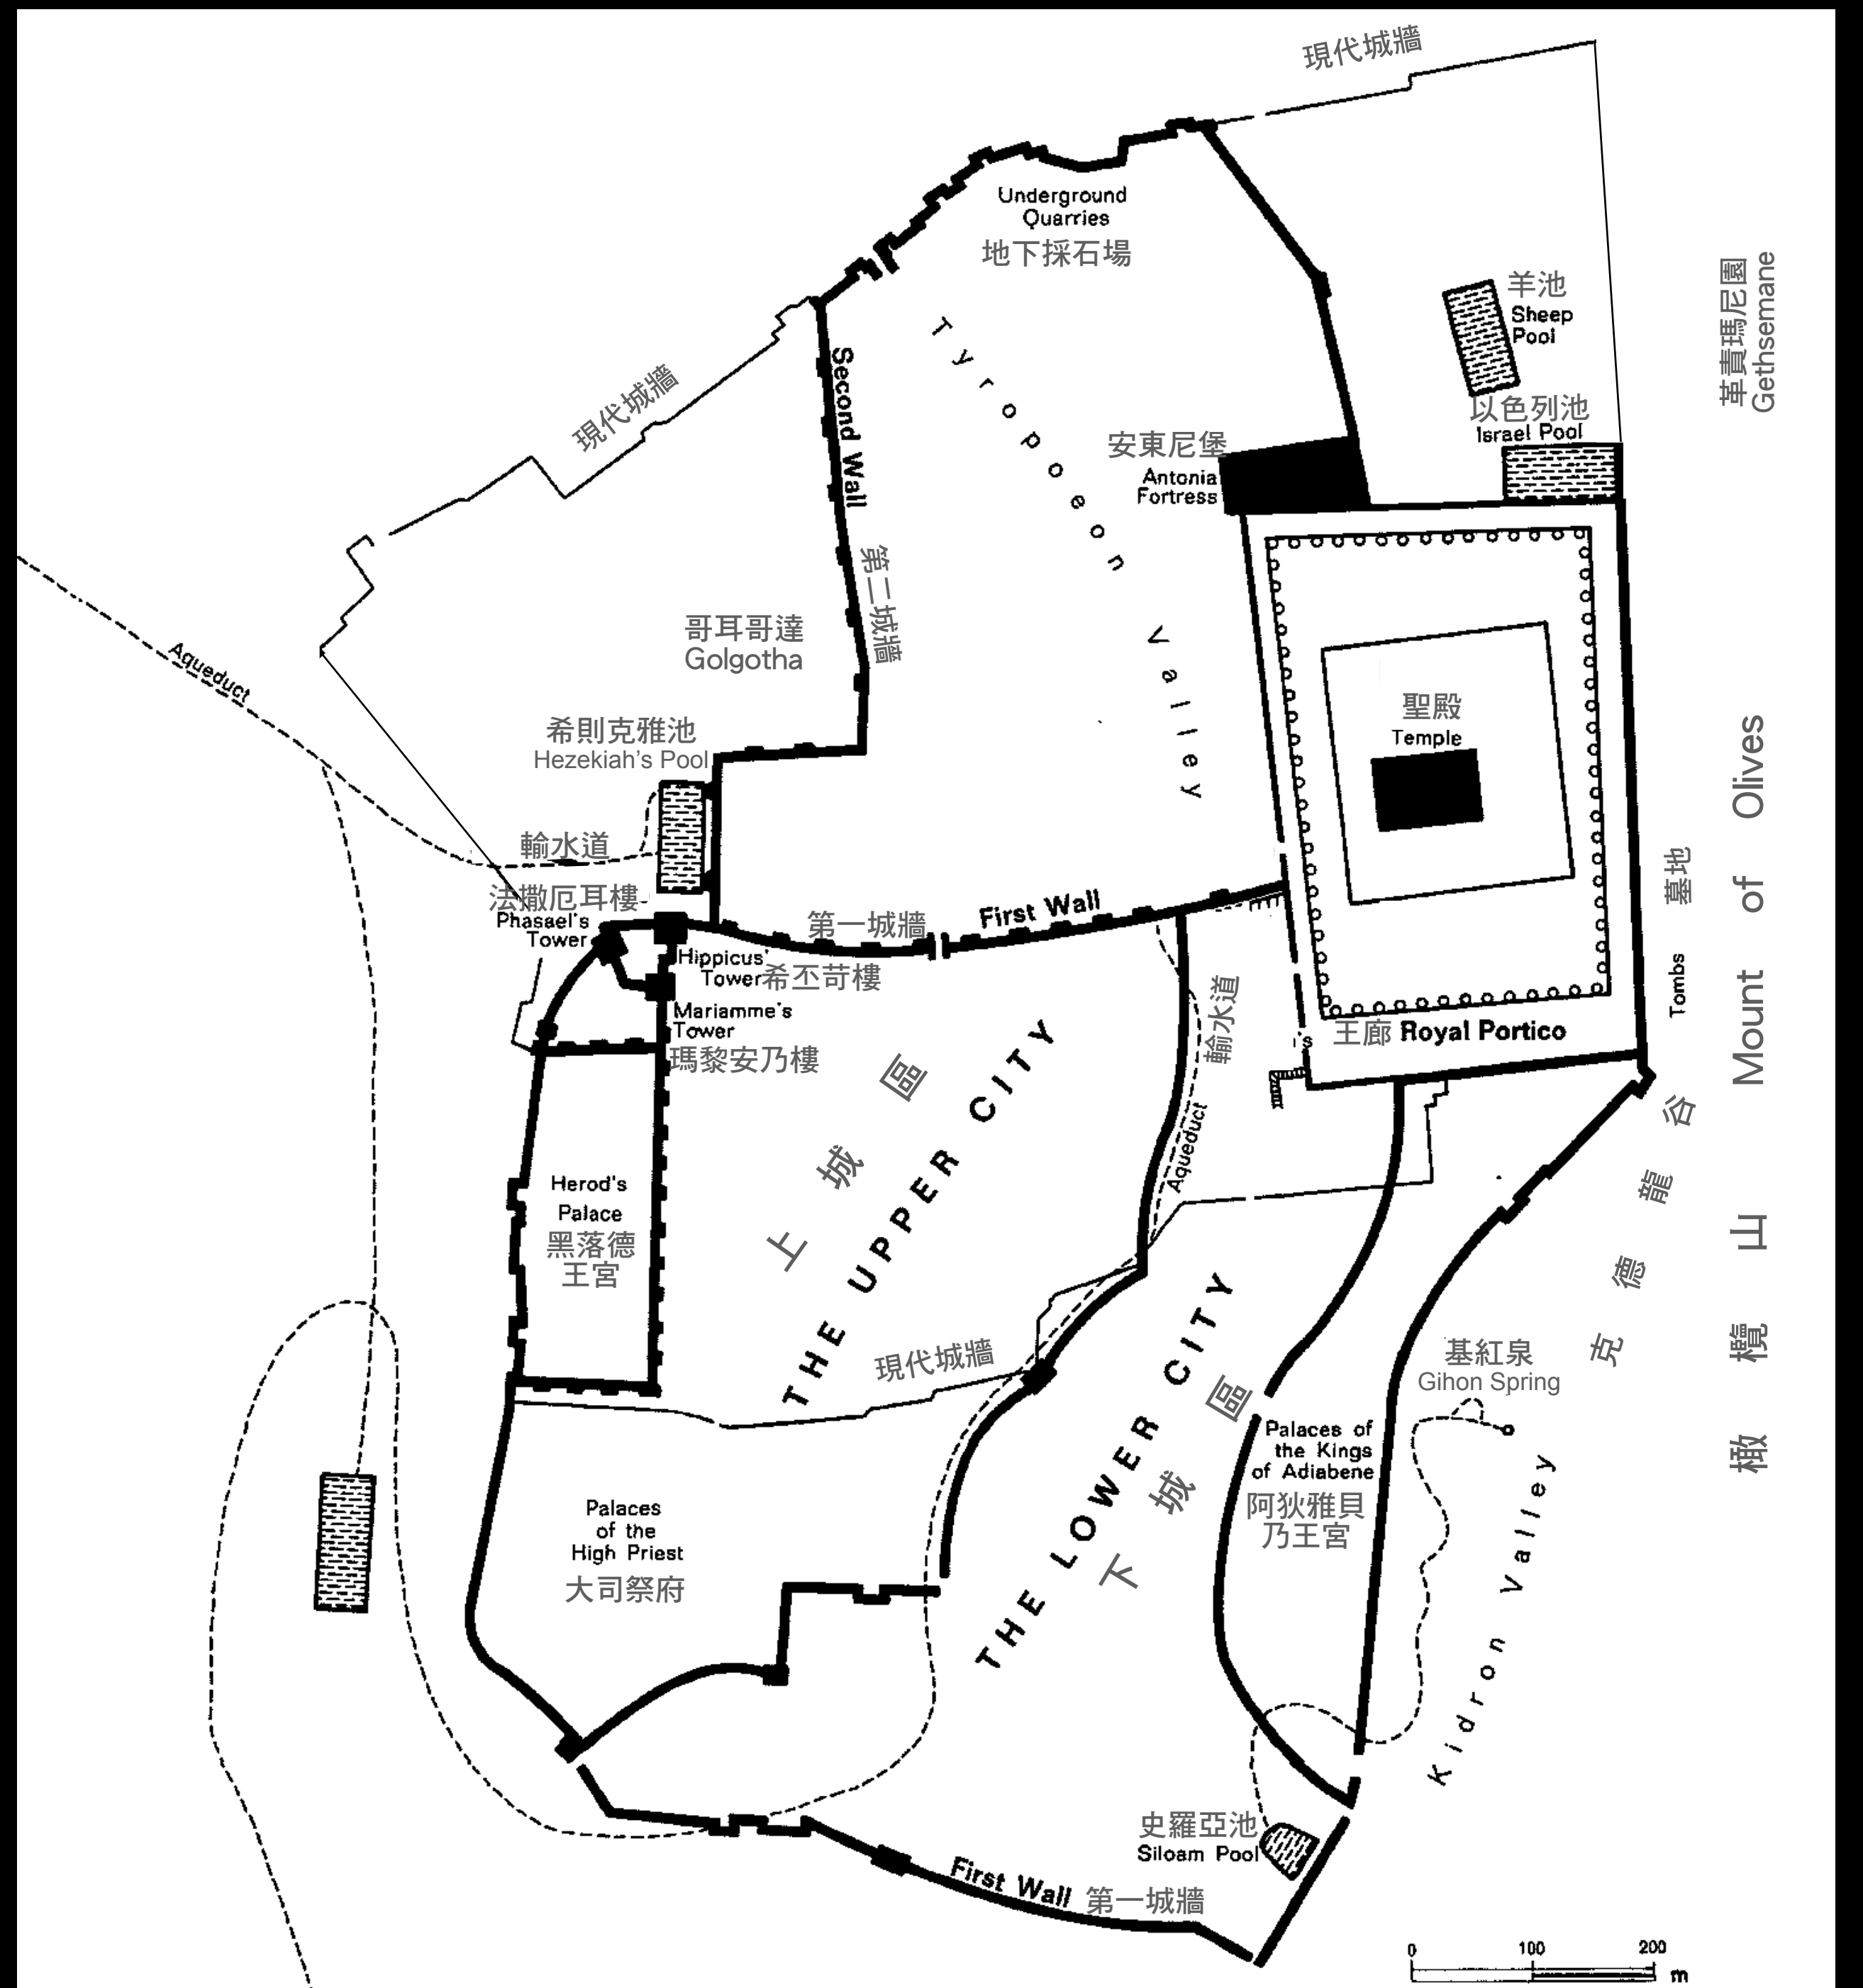 現代城牆
Underground
Quarries
地下採石場
羊池
Sheep
Pool
革責瑪尼園
Gethsemane
Tyropoeon Valley
Second Wall
第二城牆
現代城牆
以色列池
Israel Pool
安東尼堡
Antonia
Fortress
哥耳哥達
Golgotha
Aqueduct
希則克雅池
Hezekiah's Pool
聖殿
Temple
輸水道
法撒厄耳樓
Phasael's
Tower
第一城牆
First Wall
Hippicus'
Tower希丕苛樓
Mariamme's
Tower
瑪黎安乃樓
輸水道
Aqueduct
's
王廊 Royal Portico
墓地
Tombs
Mount of Olives
橄欖山
克德龍谷
上城區
THE UPPER CITY
Herod's
Palace
黑落德
王宮
現代城牆
THE LOWER CITY
下城區
基紅泉
Gihon Spring
Palaces of
the Kings
of Adiabene
阿狄雅貝
乃王宮
Kidron Valley
Palaces
of the
High Priest
大司祭府
史羅亞池
Siloam Pool
First Wall 第一城牆
0 100 200
m